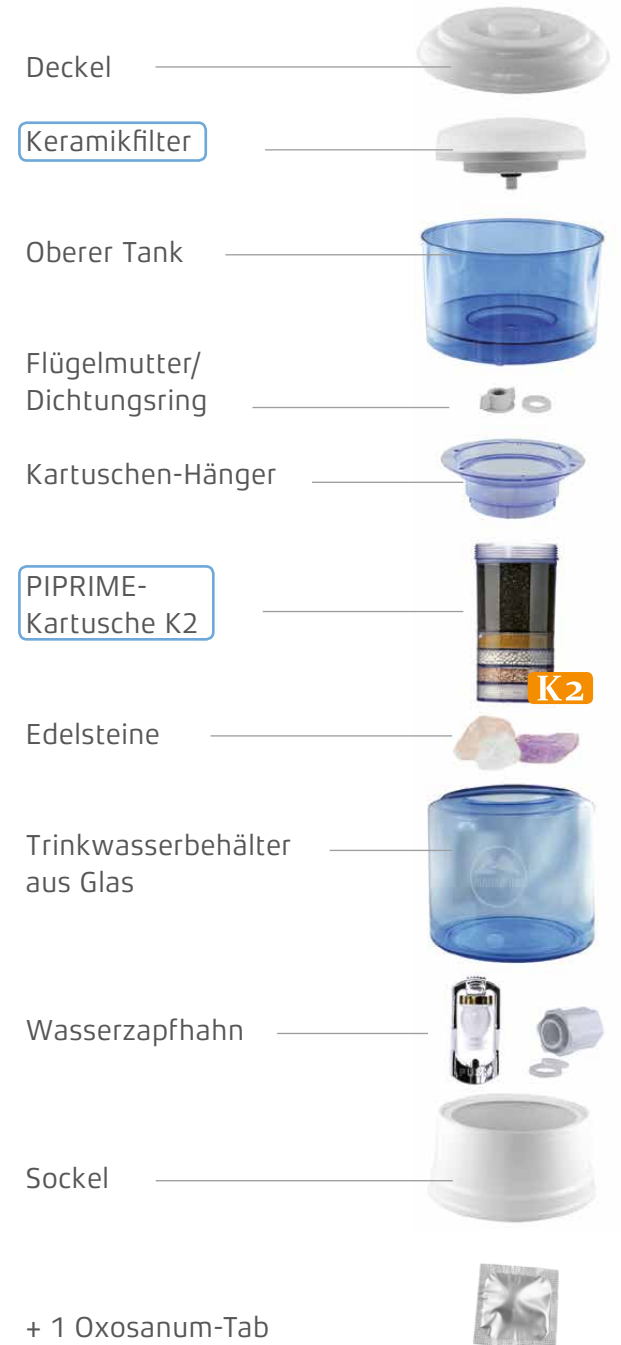 Deckel
Keramikfilter
Oberer Tank
Flügelmutter/
Dichtungsring
Kartuschen-Hänger
PIPRIME-
Kartusche K2
K2
Edelsteine
Trinkwasserbehälter
aus Glas
Wasserzapfhahn
PUSH
Sockel
+ 1 Oxosanum-Tab